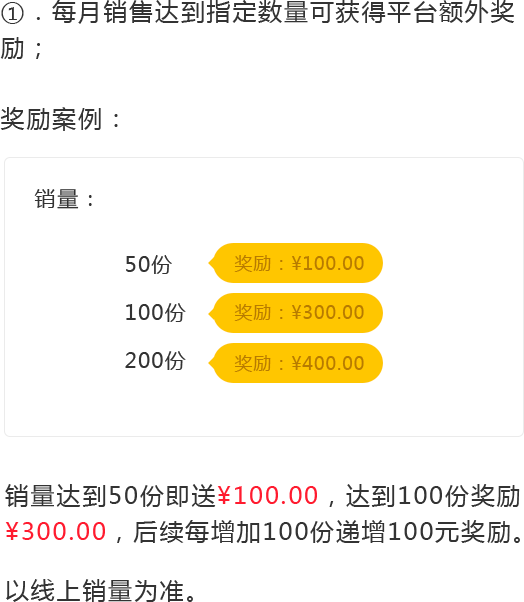 ①．每月销售达到指定数量可获得平台额外奖
励；
奖励案例：
销量：
50份 奖励：¥100.00
100份 奖励：¥300.00
200份 奖励：¥400.00
销量达到50份即送¥100.00，达到100份奖励
¥300.00，后续每增加100份递增100元奖励。
以线上销量为准。